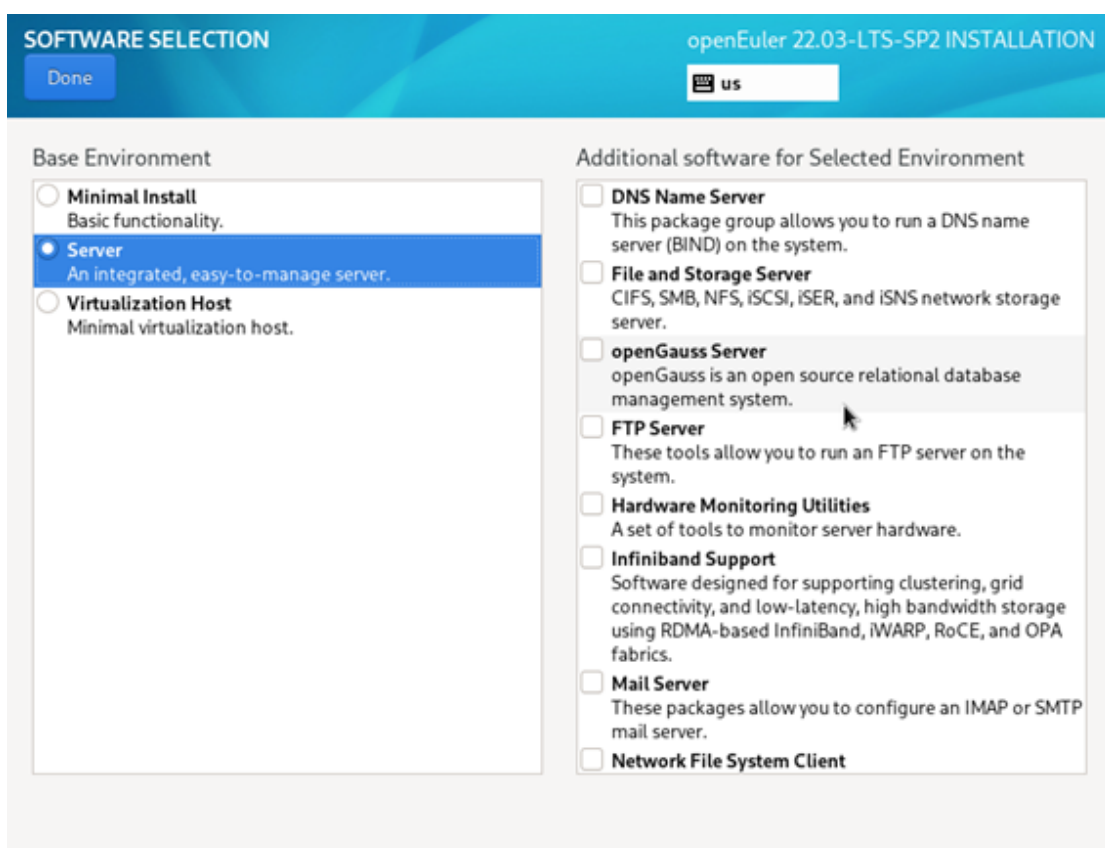 SOFTWARE SELECTION
openEuler 22.03-LTS-SP2 INSTALLATION
Done
us
Base Environment
Minimal Install
Basic functionality.
Server
An integrated, easy-to-manage server.
Virtualization Host
Minimal virtualization host.
Additional software for Selected Environment
DNS Name Server
This package group allows you to run a DNS name
server (BIND) on the system.
File and Storage Server
CIFS, SMB, NFS, iSCSI, iSER, and iSNS network storage
server.
openGauss Server
openGauss is an open source relational database
management system.
FTP Server
These tools allow you to run an FTP server on the
system.
Hardware Monitoring Utilities
A set of tools to monitor server hardware.
Infiniband Support
Software designed for supporting clustering, grid
connectivity, and low-latency, high bandwidth storage
using RDMA-based InfiniBand, iWARP, RoCE, and OPA
fabrics.
Mail Server
These packages allow you to configure an IMAP or SMTP
mail server.
Network File System Client